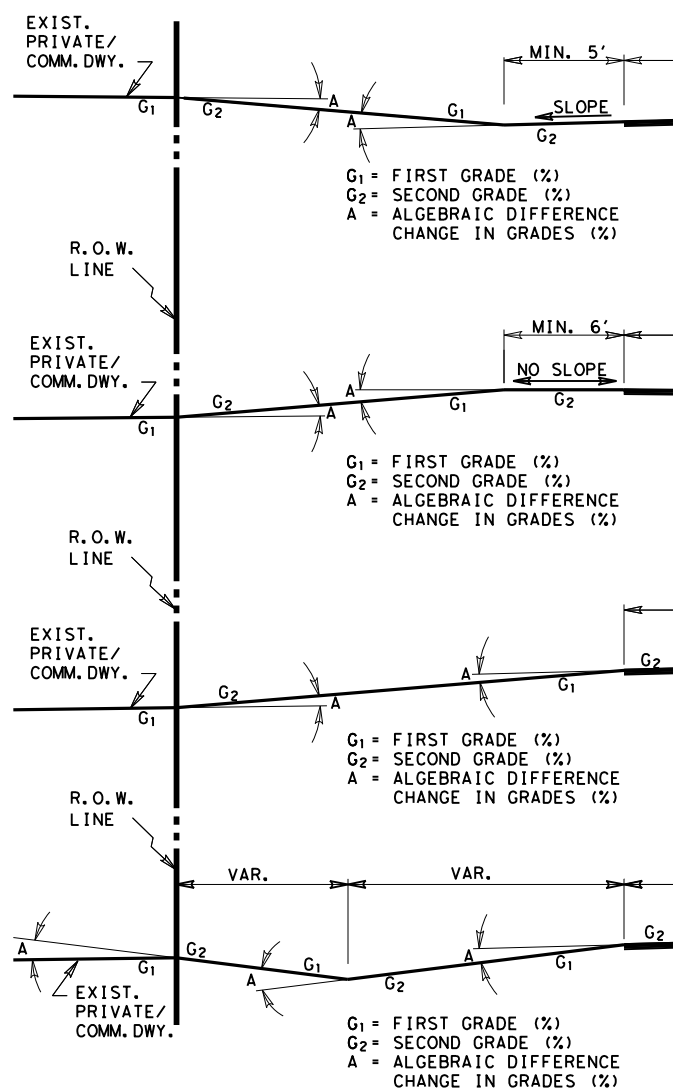 EXIST.
PRIVATE/
COMM. DWY.
MIN. 5'
G1
G2
A
A
G1
SLOPE
G2
G1 = FIRST GRADE (%)
G2 = SECOND GRADE (%)
A = ALGEBRAIC DIFFERENCE
CHANGE IN GRADES (%)
R.O.W.
LINE
EXIST.
PRIVATE/
COMM. DWY.
MIN. 6'
NO SLOPE
G1
G2
A
A
G1
G2
G1 = FIRST GRADE (%)
G2 = SECOND GRADE (%)
A = ALGEBRAIC DIFFERENCE
CHANGE IN GRADES (%)
R.O.W.
LINE
EXIST.
PRIVATE/
COMM. DWY.
G1
G2
A
A
G1
G2
G1 = FIRST GRADE (%)
G2 = SECOND GRADE (%)
A = ALGEBRAIC DIFFERENCE
CHANGE IN GRADES (%)
R.O.W.
LINE
VAR.
VAR.
A
G1
G2
A
G1
G2
A
G1
G2
EXIST.
PRIVATE/
COMM. DWY.
G1 = FIRST GRADE (%)
G2 = SECOND GRADE (%)
A = ALGEBRAIC DIFFERENCE
CHANGE IN GRADES (%)